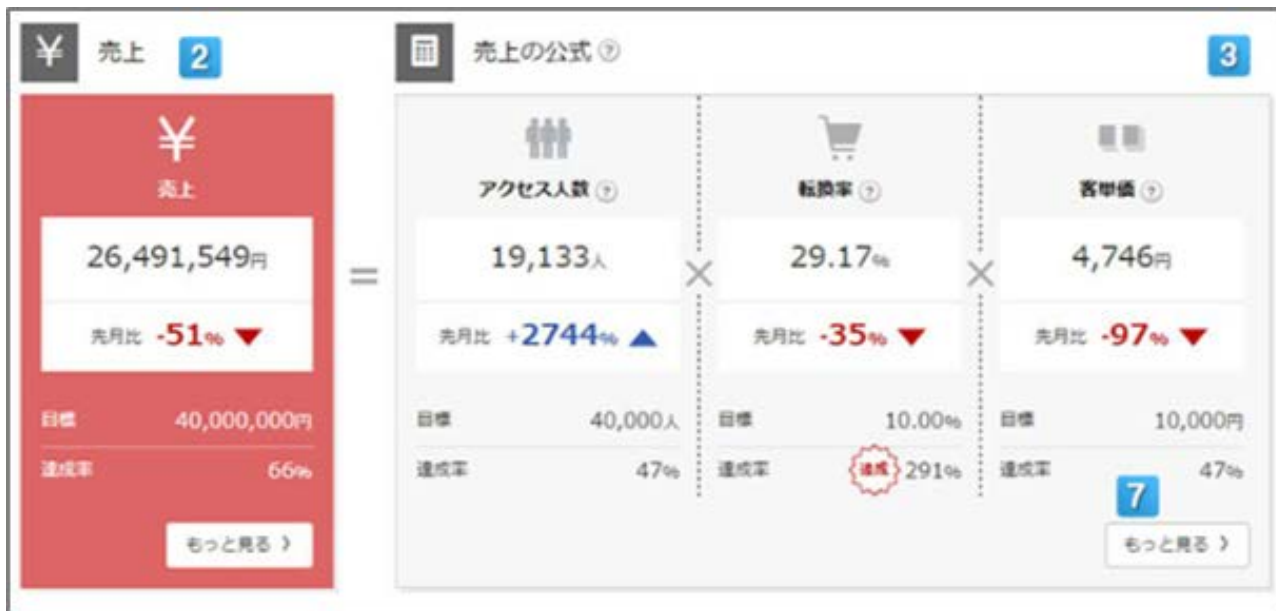 ¥ 売上 2
売上の公式 ? 3
¥
売上
26,491,549円
先月比 -51% ▼
目標 40,000,000円
達成率 66%
もっと見る 〉
=
アクセス人数 ?
19,133人
先月比 +2744% ▲
目標 40,000人
達成率 47%
×
転換率 ?
29.17%
先月比 -35% ▼
目標 10.00%
達成率 達成 291%
×
客単価 ?
4,746円
先月比 -97% ▼
目標 10,000円
達成率 47%
7
もっと見る 〉